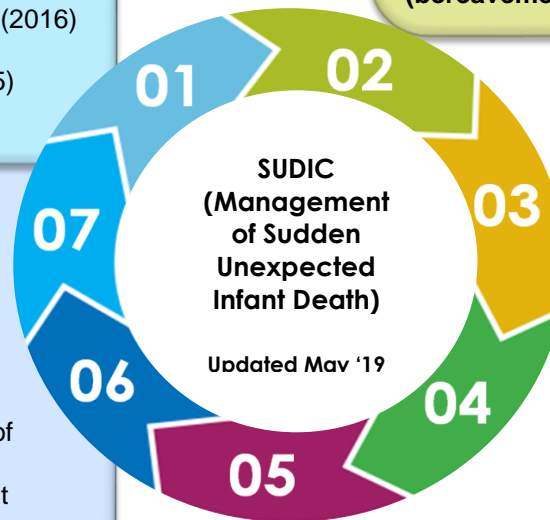 (2016)
5)
01
02
03
04
05
06
07
SUDIC
(Management
of Sudden
Unexpected
Infant Death)
Updated May ‘19
of
t